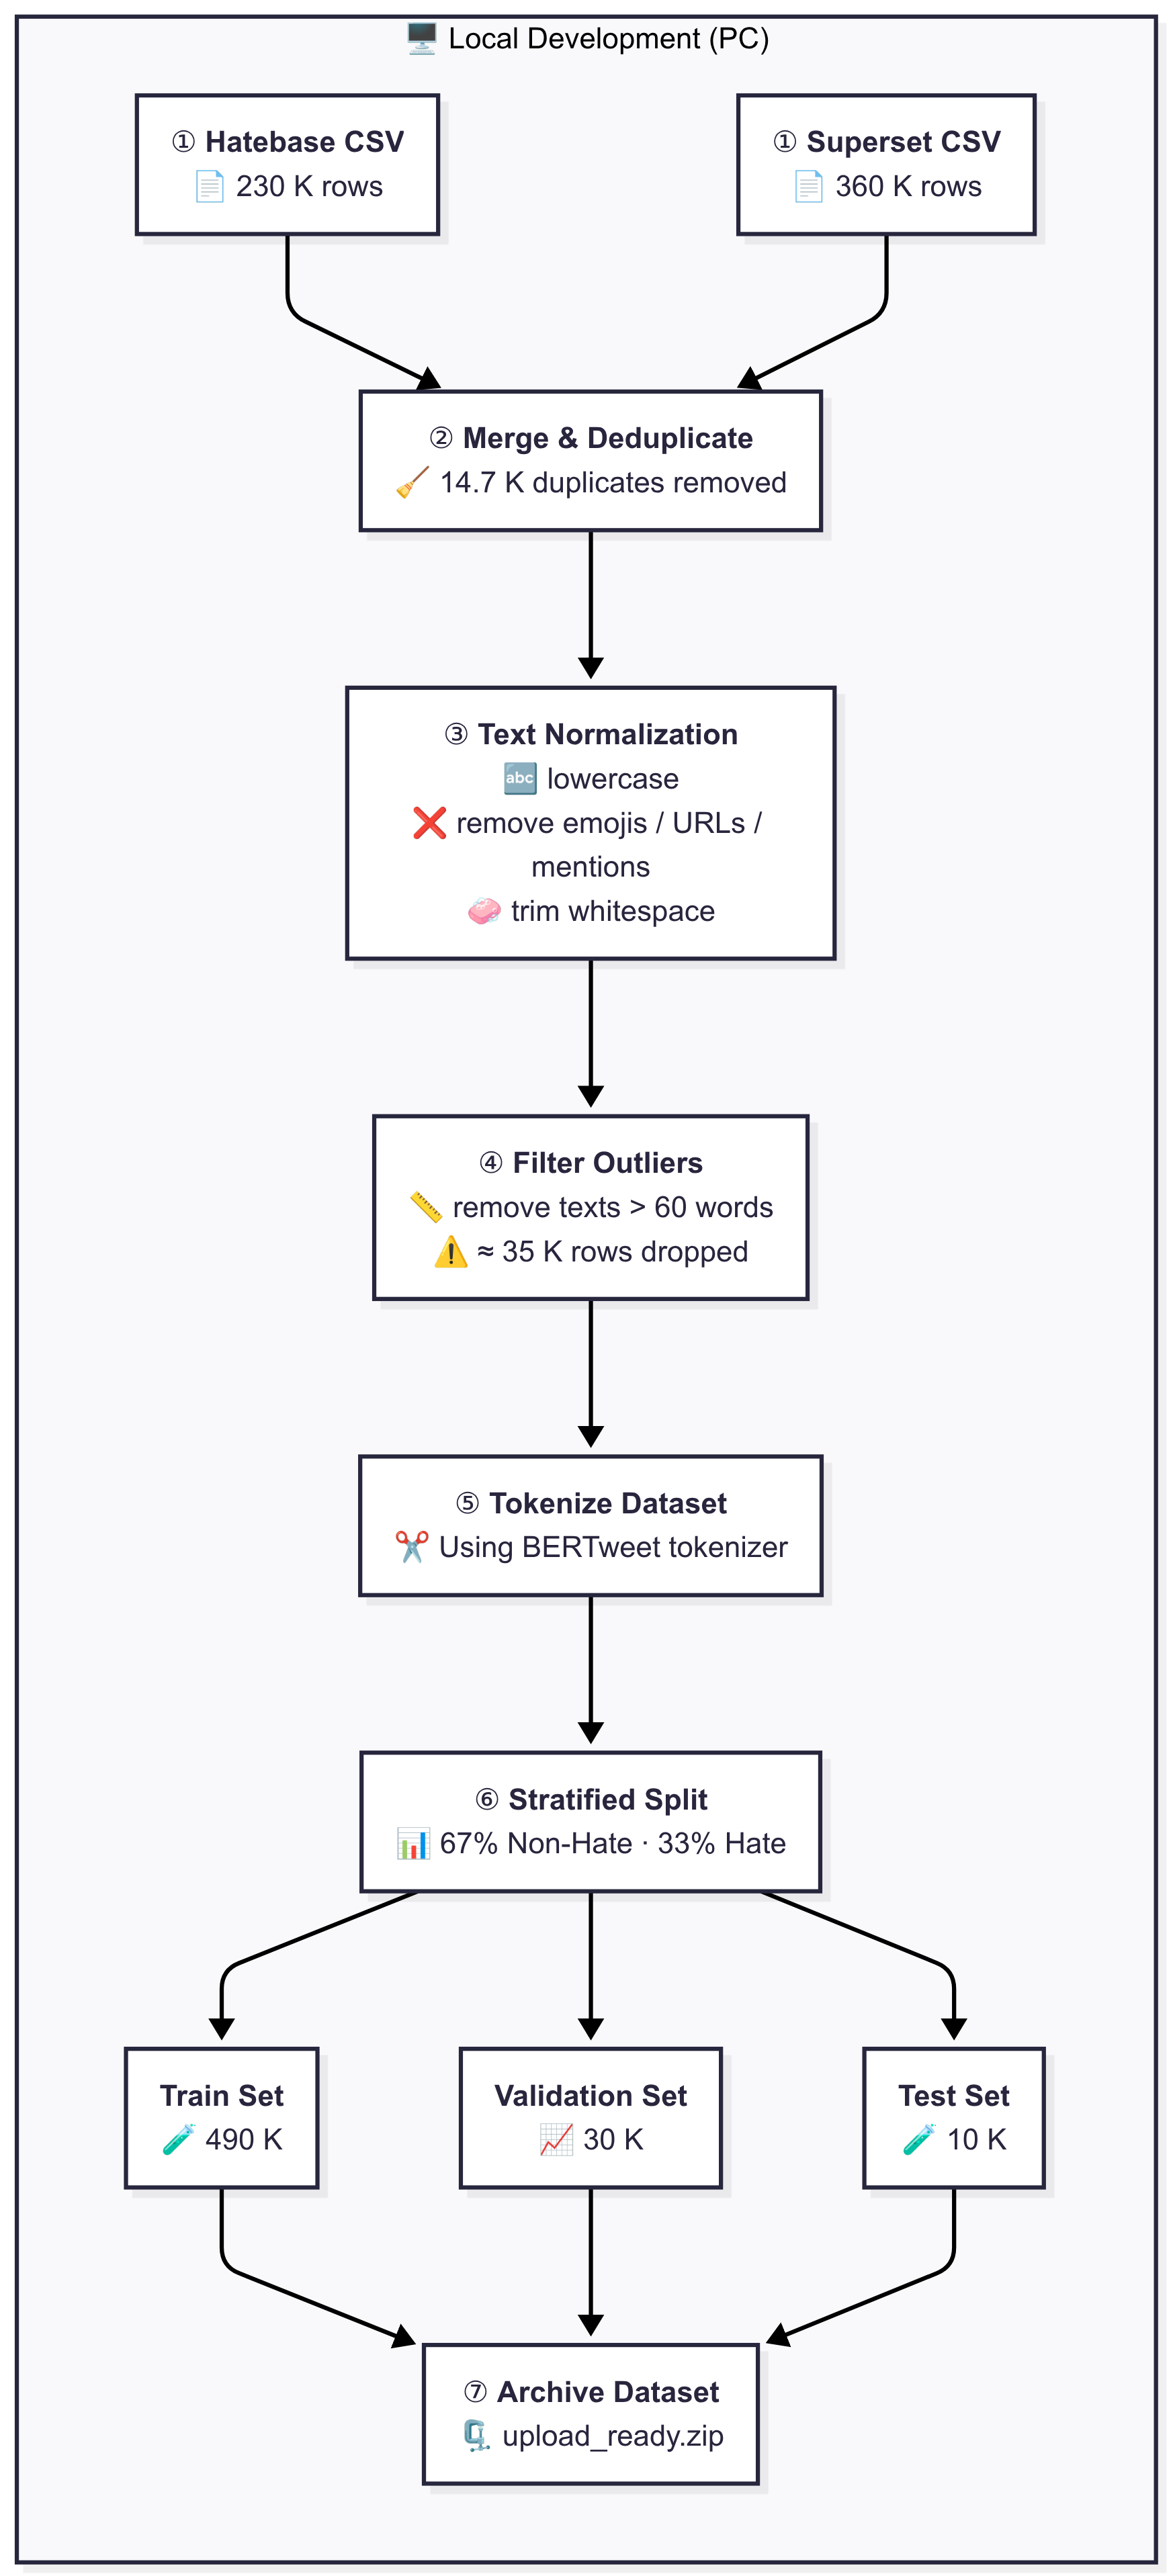 🖥️ Local Development (PC)
① Hatebase CSV
📄 230 K rows
① Superset CSV
📄 360 K rows
② Merge & Deduplicate
🧹 14.7 K duplicates removed
③ Text Normalization
🔤 lowercase
❌ remove emojis / URLs /
mentions
🧼 trim whitespace
④ Filter Outliers
📏 remove texts > 60 words
⚠️ ≈ 35 K rows dropped
⑤ Tokenize Dataset
✂️ Using BERTweet tokenizer
⑥ Stratified Split
📊 67% Non-Hate · 33% Hate
Train Set
🧪 490 K
Validation Set
📈 30 K
Test Set
🧪 10 K
⑦ Archive Dataset
🗜️ upload_ready.zip